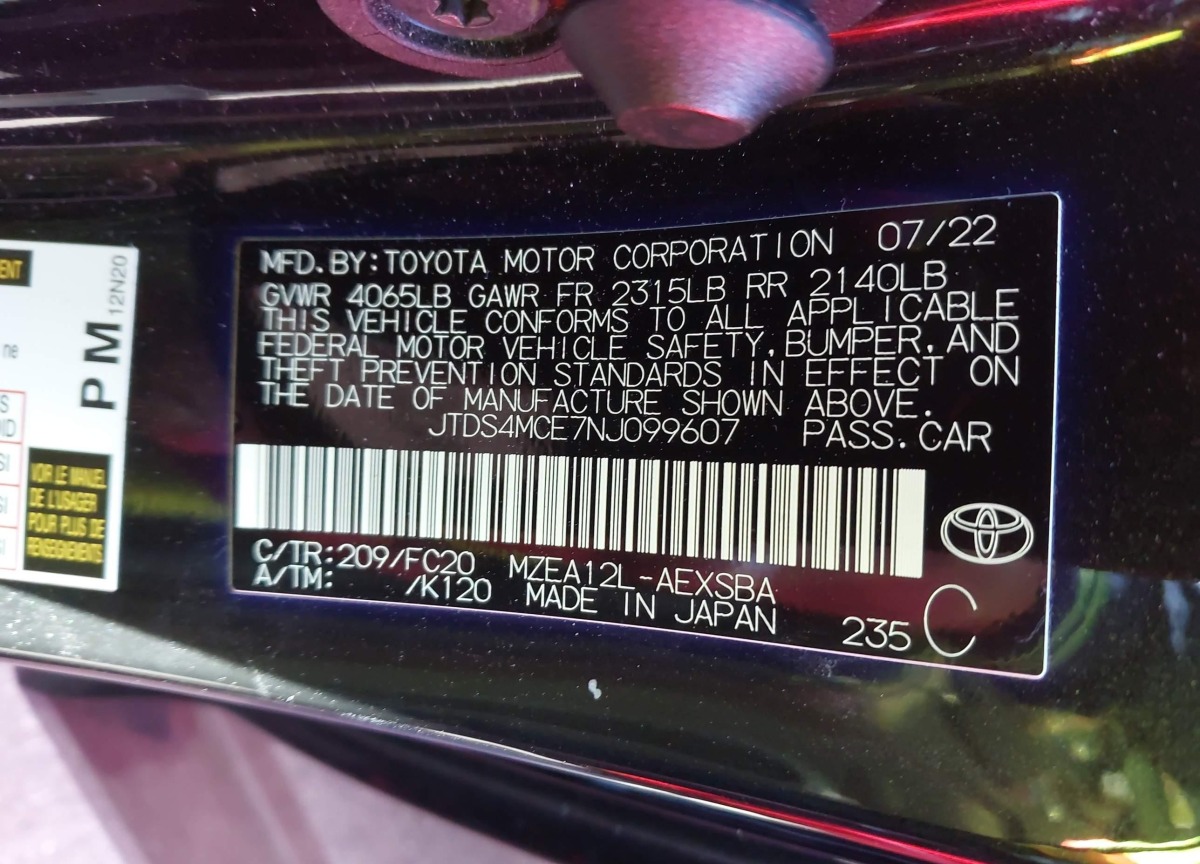 MFD.BY:TOYOTA MOTOR CORPORATION 07/22
GVWR 4065LB GAWR FR 2315LB RR 2140LB
THIS VEHICLE CONFORMS TO ALL APPLICABLE
FEDERAL MOTOR VEHICLE SAFETY, BUMPER, AND
THEFT PREVENTION STANDARDS IN EFFECT ON
THE DATE OF MANUFACTURE SHOWN ABOVE.
JTDS4MCE7NJ099607 PASS.CAR
C/TR:209/FC20 MZEA12L-AEXSBA
A/TM: /K120 MADE IN JAPAN
235 C
PM 12N20
VOIR LE MANUEL
DE L'USAGER
POUR PLUS DE
RENSEIGNEMENTS